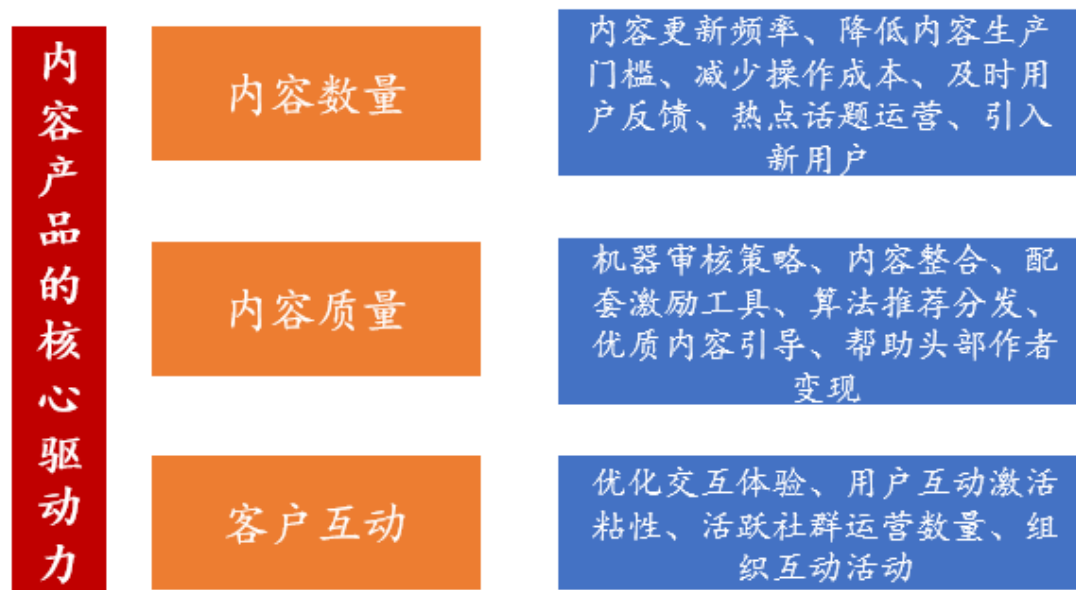 内容产品的核心驱动力
内容数量
内容更新频率、降低内容生产
门槛、减少操作成本、及时用
户反馈、热点话题运营、引入
新用户
内容质量
机器审核策略、内容整合、配
套激励工具、算法推荐分发、
优质内容引导、帮助头部作者
变现
客户互动
优化交互体验、用户互动激活
粘性、活跃社群运营数量、组
织互动活动